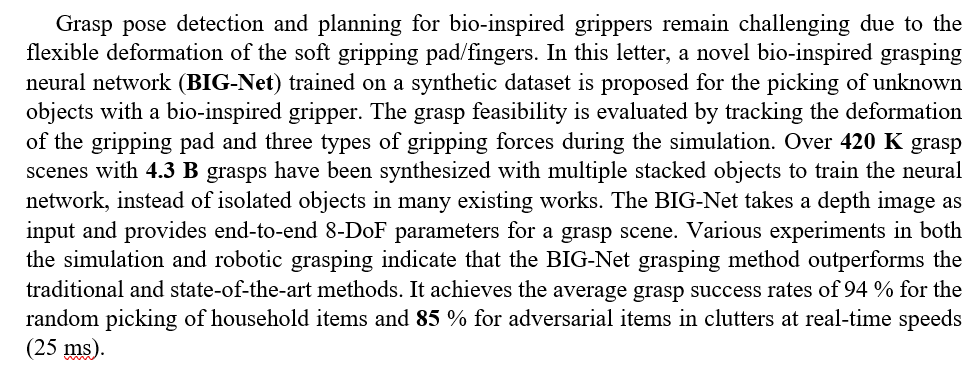 Grasp pose detection and planning for bio-inspired grippers remain challenging due to the
flexible deformation of the soft gripping pad/fingers. In this letter, a novel bio-inspired grasping
neural network (BIG-Net) trained on a synthetic dataset is proposed for the picking of unknown
objects with a bio-inspired gripper. The grasp feasibility is evaluated by tracking the deformation
of the gripping pad and three types of gripping forces during the simulation. Over 420 K grasp
scenes with 4.3 B grasps have been synthesized with multiple stacked objects to train the neural
network, instead of isolated objects in many existing works. The BIG-Net takes a depth image as
input and provides end-to-end 8-DoF parameters for a grasp scene. Various experiments in both
the simulation and robotic grasping indicate that the BIG-Net grasping method outperforms the
traditional and state-of-the-art methods. It achieves the average grasp success rates of 94 % for the
random picking of household items and 85 % for adversarial items in clutters at real-time speeds
(25 ms).